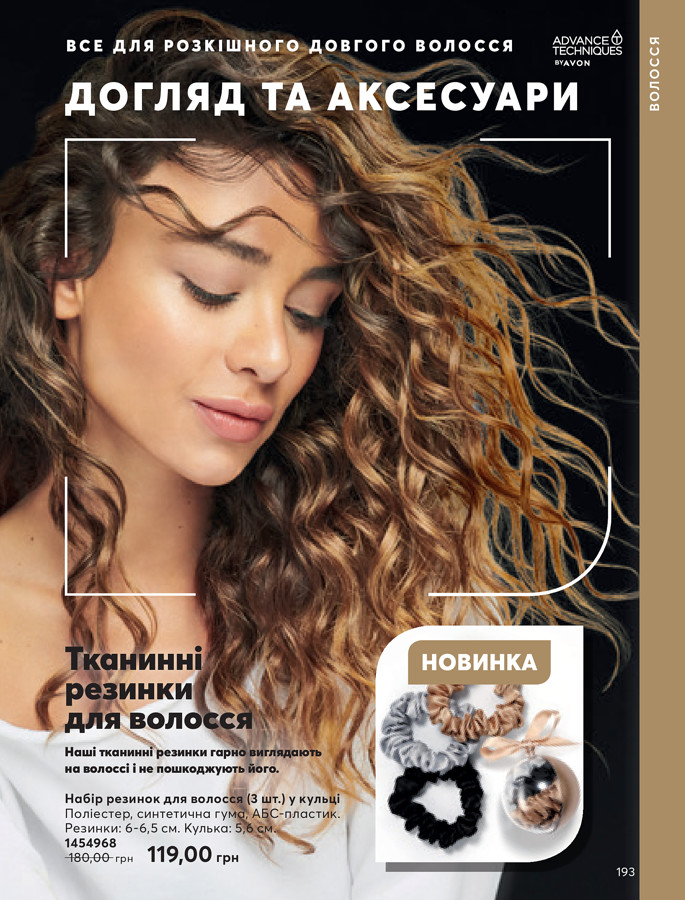 ВСЕ ДЛЯ РОЗКІШНОГО ДОВГОГО ВОЛОССЯ
ADVANCE
TECHNIQUES
BY AVON
ДОГЛЯД ТА АКСЕСУАРИ
ВОЛОССЯ
Тканинні
резинки
для волосся
НОВИНКА
Наші тканинні резинки гарно виглядають
на волоссі і не пошкоджують його.
Набір резинок для волосся (3 шт.) у кульці
Поліестер, синтетична гума, АБС-пластик.
Резинки: 6-6,5 см. Кулька: 5,6 см.
1454968
180,00 грн 119,00 грн
193